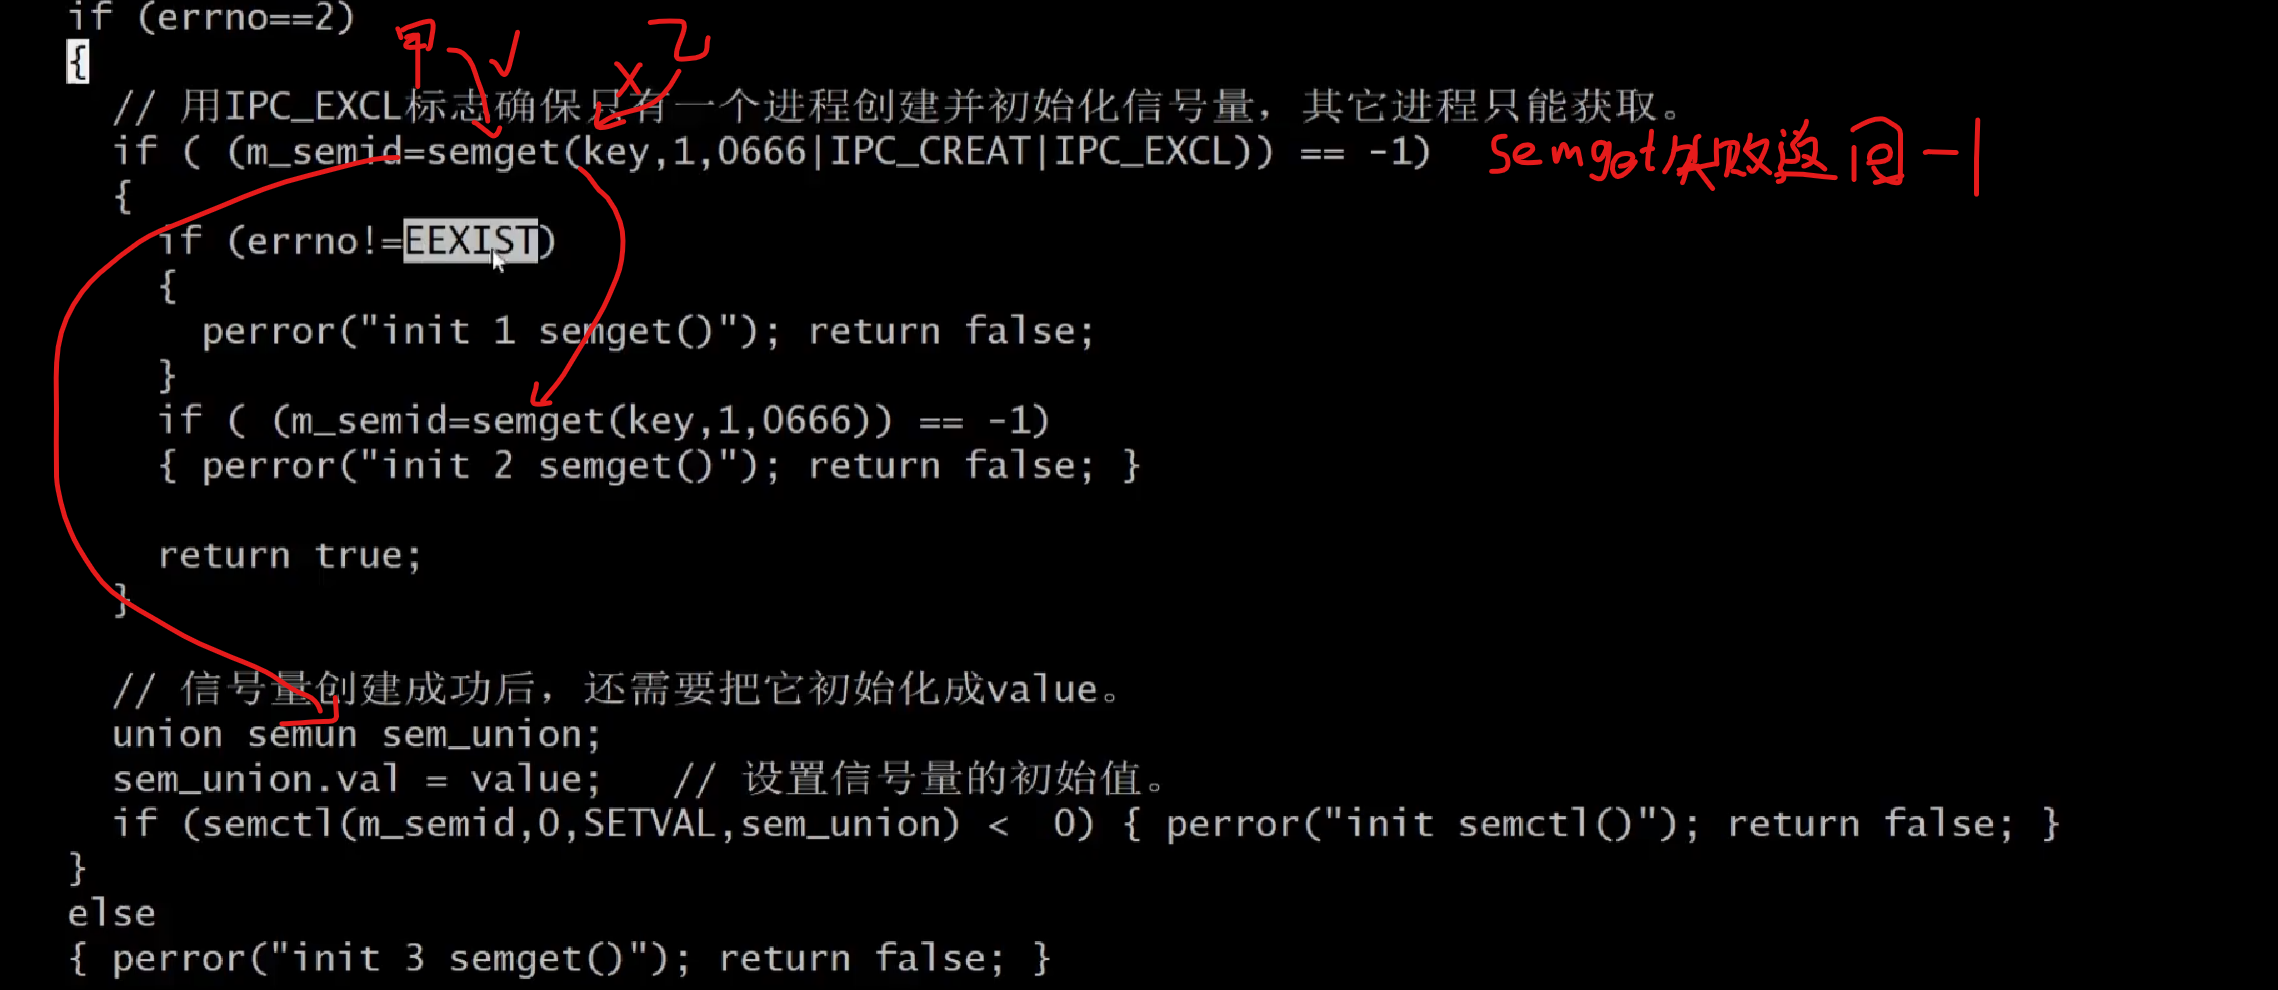 if (errno==2)
{
甲 √ × 乙
// 用IPC_EXCL标志确保只有一个进程创建并初始化信号量，其它进程只能获取。
if ( (m_semid=semget(key,1,0666|IPC_CREAT|IPC_EXCL)) == -1)
semget失败返回-1
{
if (errno!=EEXIST)
{
perror("init 1 semget()"); return false;
}
if ( (m_semid=semget(key,1,0666)) == -1)
{ perror("init 2 semget()"); return false; }
return true;
}
// 信号量创建成功后，还需要把它初始化成value。
union semun sem_union;
sem_union.val = value;   // 设置信号量的初始值。
if (semctl(m_semid,0,SETVAL,sem_union) <  0) { perror("init semctl()"); return false; }
}
else
{ perror("init 3 semget()"); return false; }